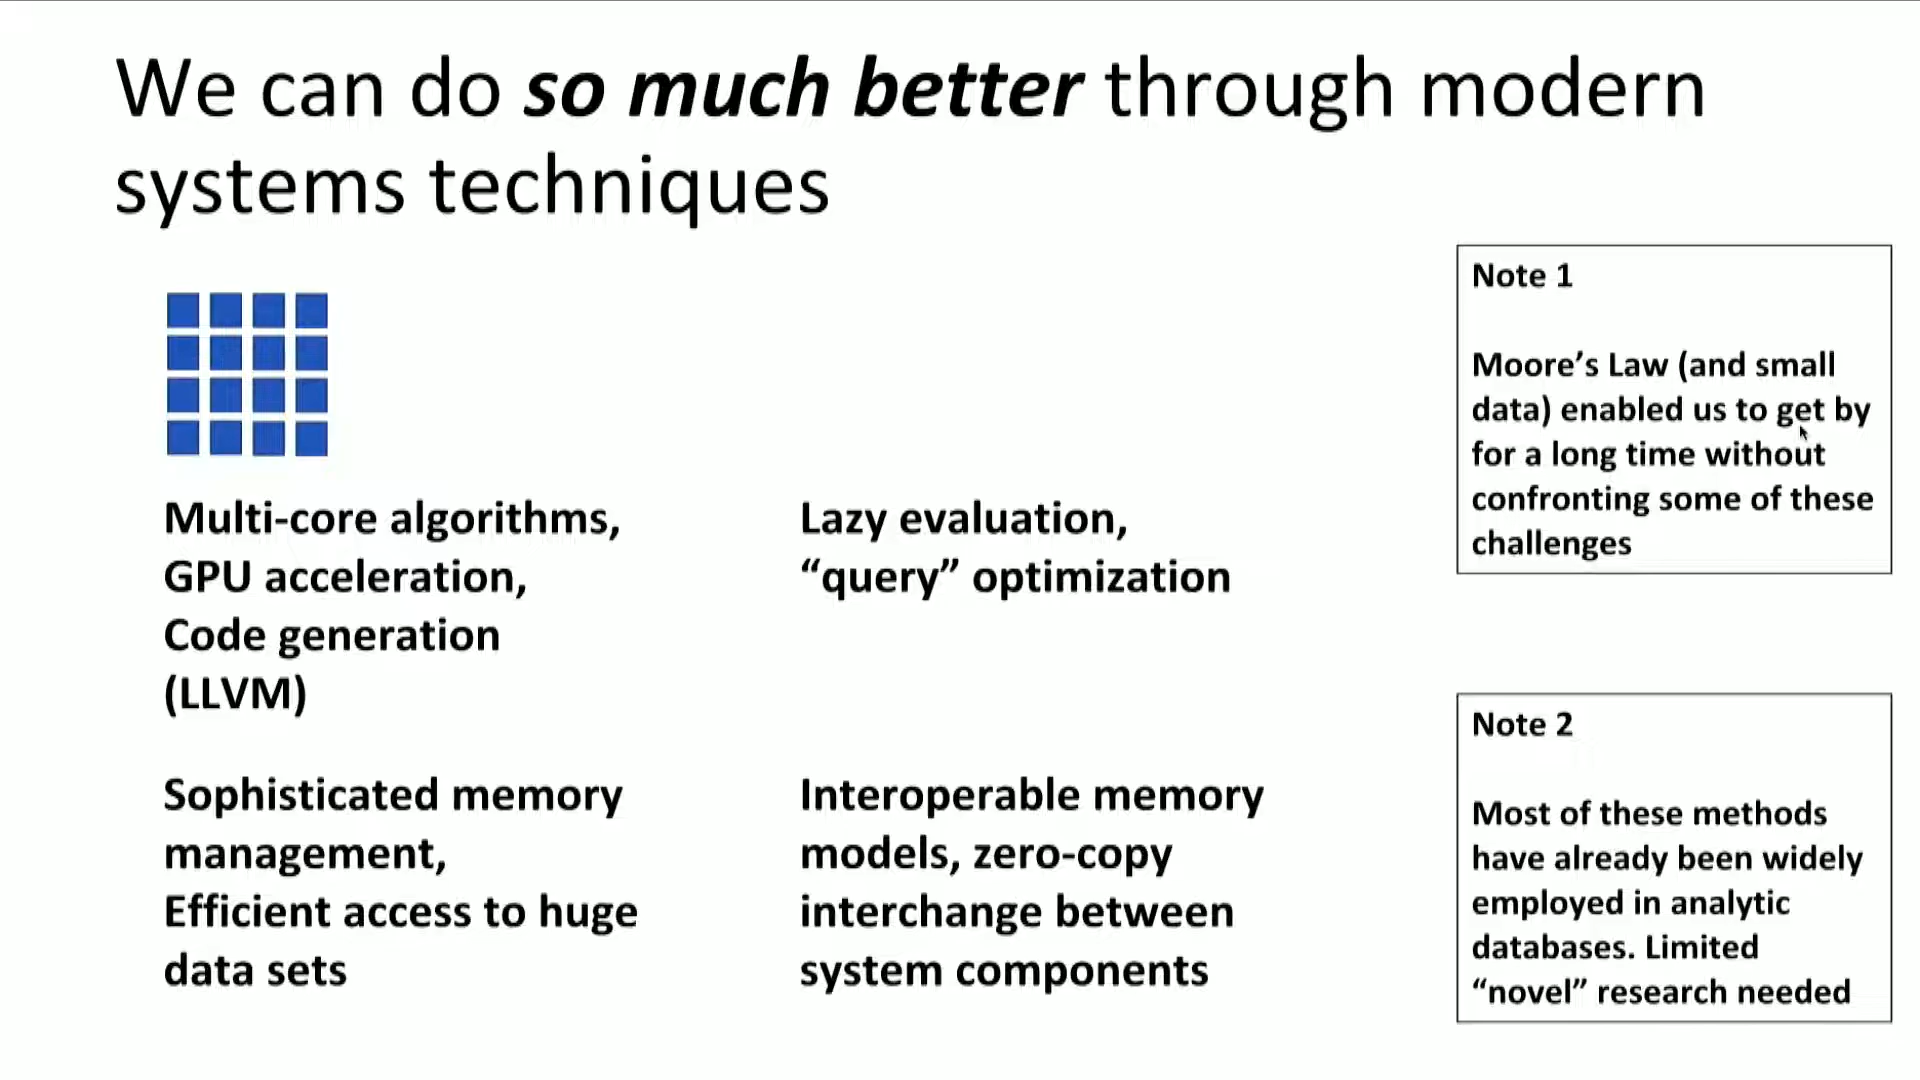 We can do so much better through modern
systems techniques
Multi-core algorithms,
GPU acceleration,
Code generation
(LLVM)
Lazy evaluation,
“query” optimization
Sophisticated memory
management,
Efficient access to huge
data sets
Interoperable memory
models, zero-copy
interchange between
system components
Note 1
Moore’s Law (and small
data) enabled us to get by
for a long time without
confronting some of these
challenges
Note 2
Most of these methods
have already been widely
employed in analytic
databases. Limited
“novel” research needed